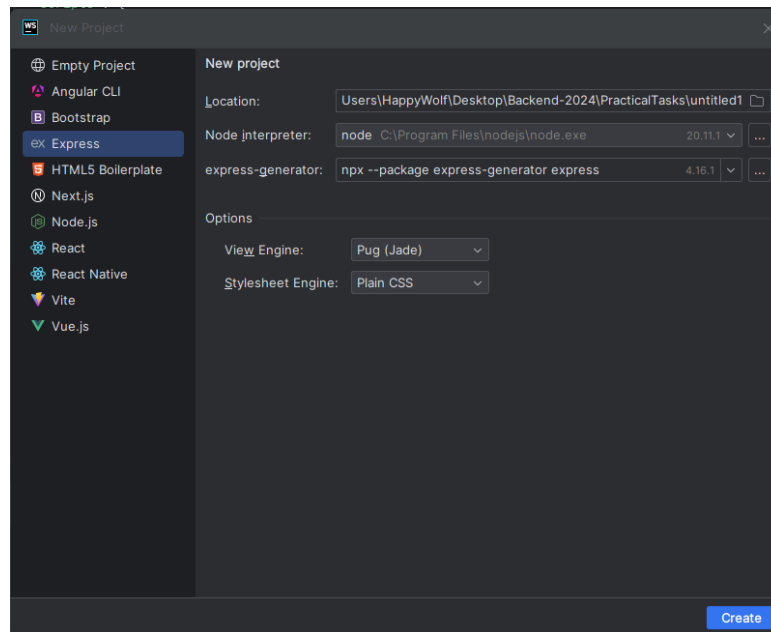 WS New Project
Empty Project
Angular CLI
B Bootstrap
ex Express
5 HTML5 Boilerplate
N Next.js
Node.js
React
React Native
Vite
Vue.js
New project
Location: Users\HappyWolf\Desktop\Backend-2024\PracticalTasks\untitled1
Node interpreter: node C:\Program Files\nodejs\node.exe 20.11.1 ...
express-generator: npx --package express-generator express 4.16.1 ...
Options
View Engine: Pug (Jade)
Stylesheet Engine: Plain CSS
Create